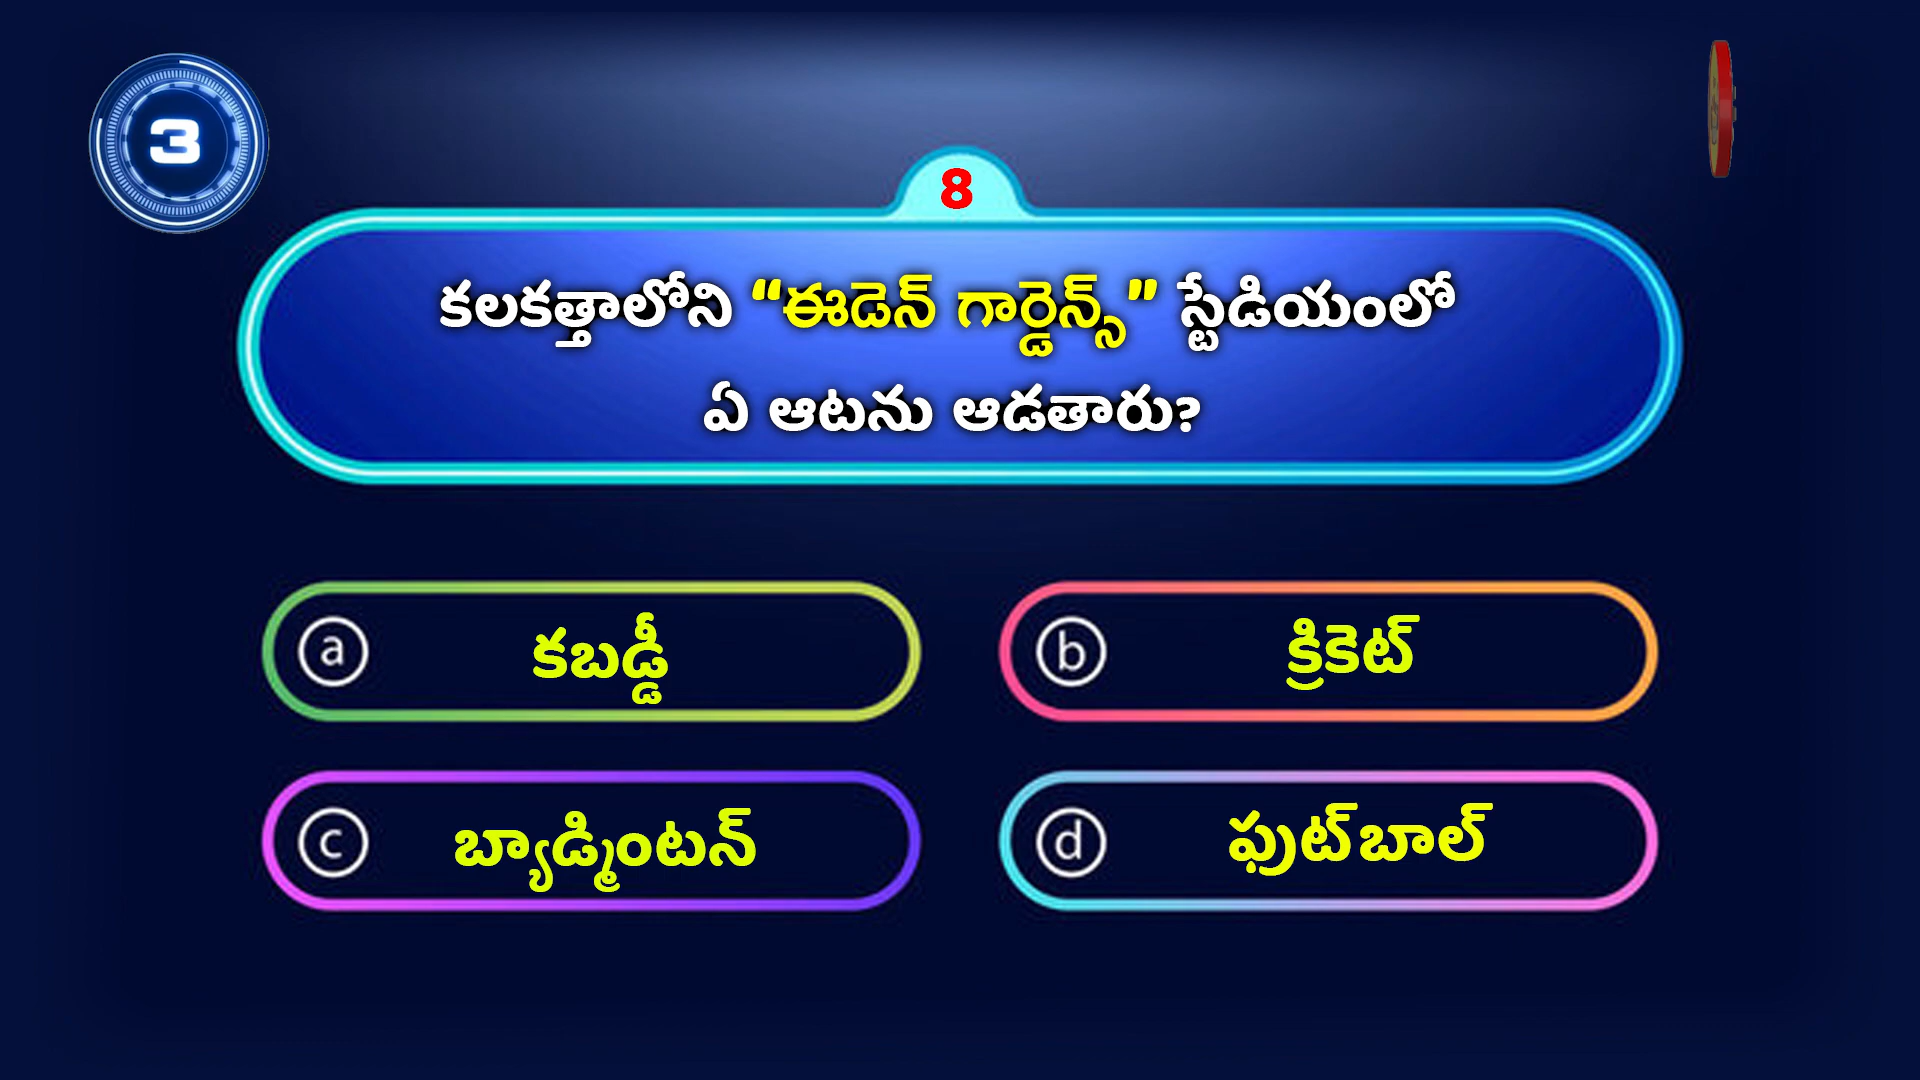 3
8
కలకత్తాలోని “ఈడెన్ గార్డెన్స్” స్టేడియంలో
ఏ ఆటను ఆడతారు?
a కబడ్డీ
b క్రికెట్
c బ్యాడ్మింటన్
d ఫుట్‌బాల్